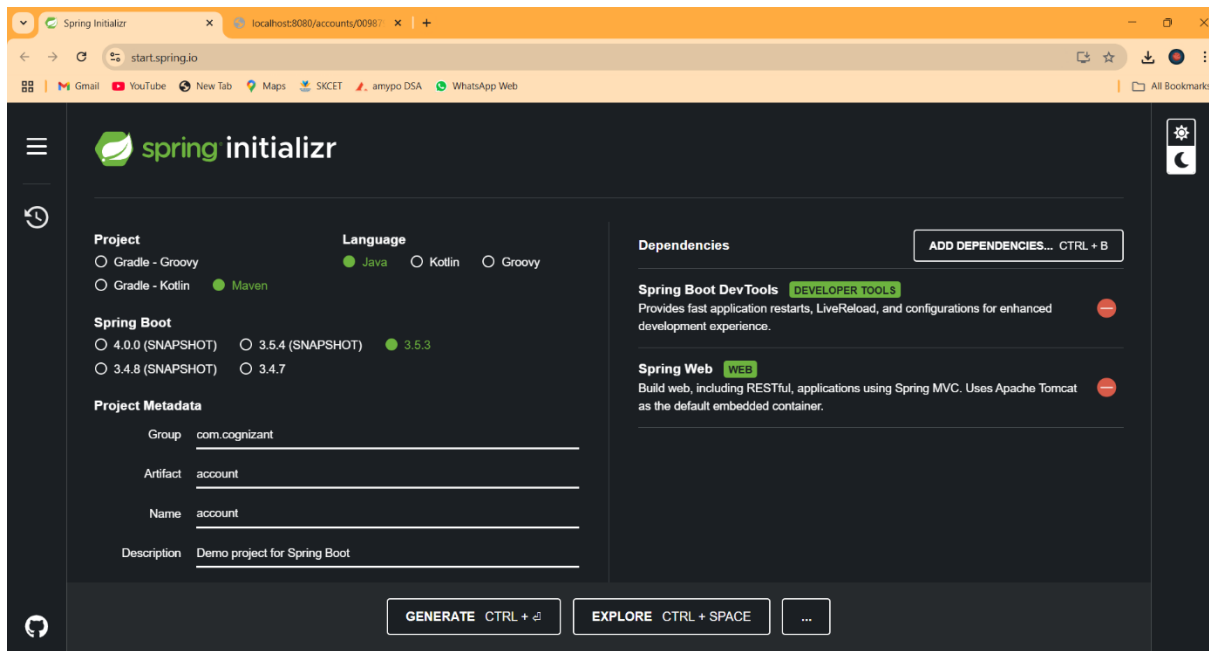 Spring Initializr
localhost:8080/accounts/00987
start.spring.io
Gmail YouTube New Tab Maps SKCET amypo DSA WhatsApp Web All Bookmarks
spring initializr
Project
Gradle - Groovy
Gradle - Kotlin Maven
Language
Java Kotlin Groovy
Spring Boot
4.0.0 (SNAPSHOT) 3.5.4 (SNAPSHOT) 3.5.3
3.4.8 (SNAPSHOT) 3.4.7
Project Metadata
Group com.cognizant
Artifact account
Name account
Description Demo project for Spring Boot
Dependencies
ADD DEPENDENCIES... CTRL + B
Spring Boot DevTools DEVELOPER TOOLS
Provides fast application restarts, LiveReload, and configurations for enhanced
development experience.
Spring Web WEB
Build web, including RESTful, applications using Spring MVC. Uses Apache Tomcat
as the default embedded container.
GENERATE CTRL + ⏎
EXPLORE CTRL + SPACE
...